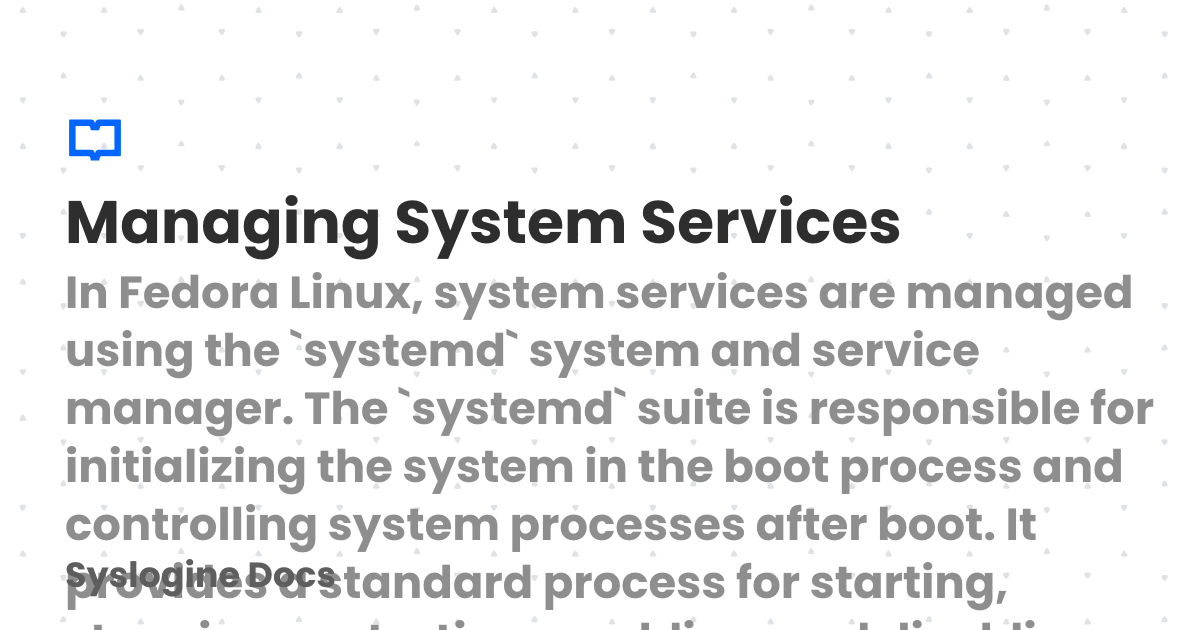 Managing System Services
In Fedora Linux, system services are managed
using the `systemd` system and service
manager. The `systemd` suite is responsible for
initializing the system in the boot process and
controlling system processes after boot. It
provides a standard process for starting,
Syslogine Docs